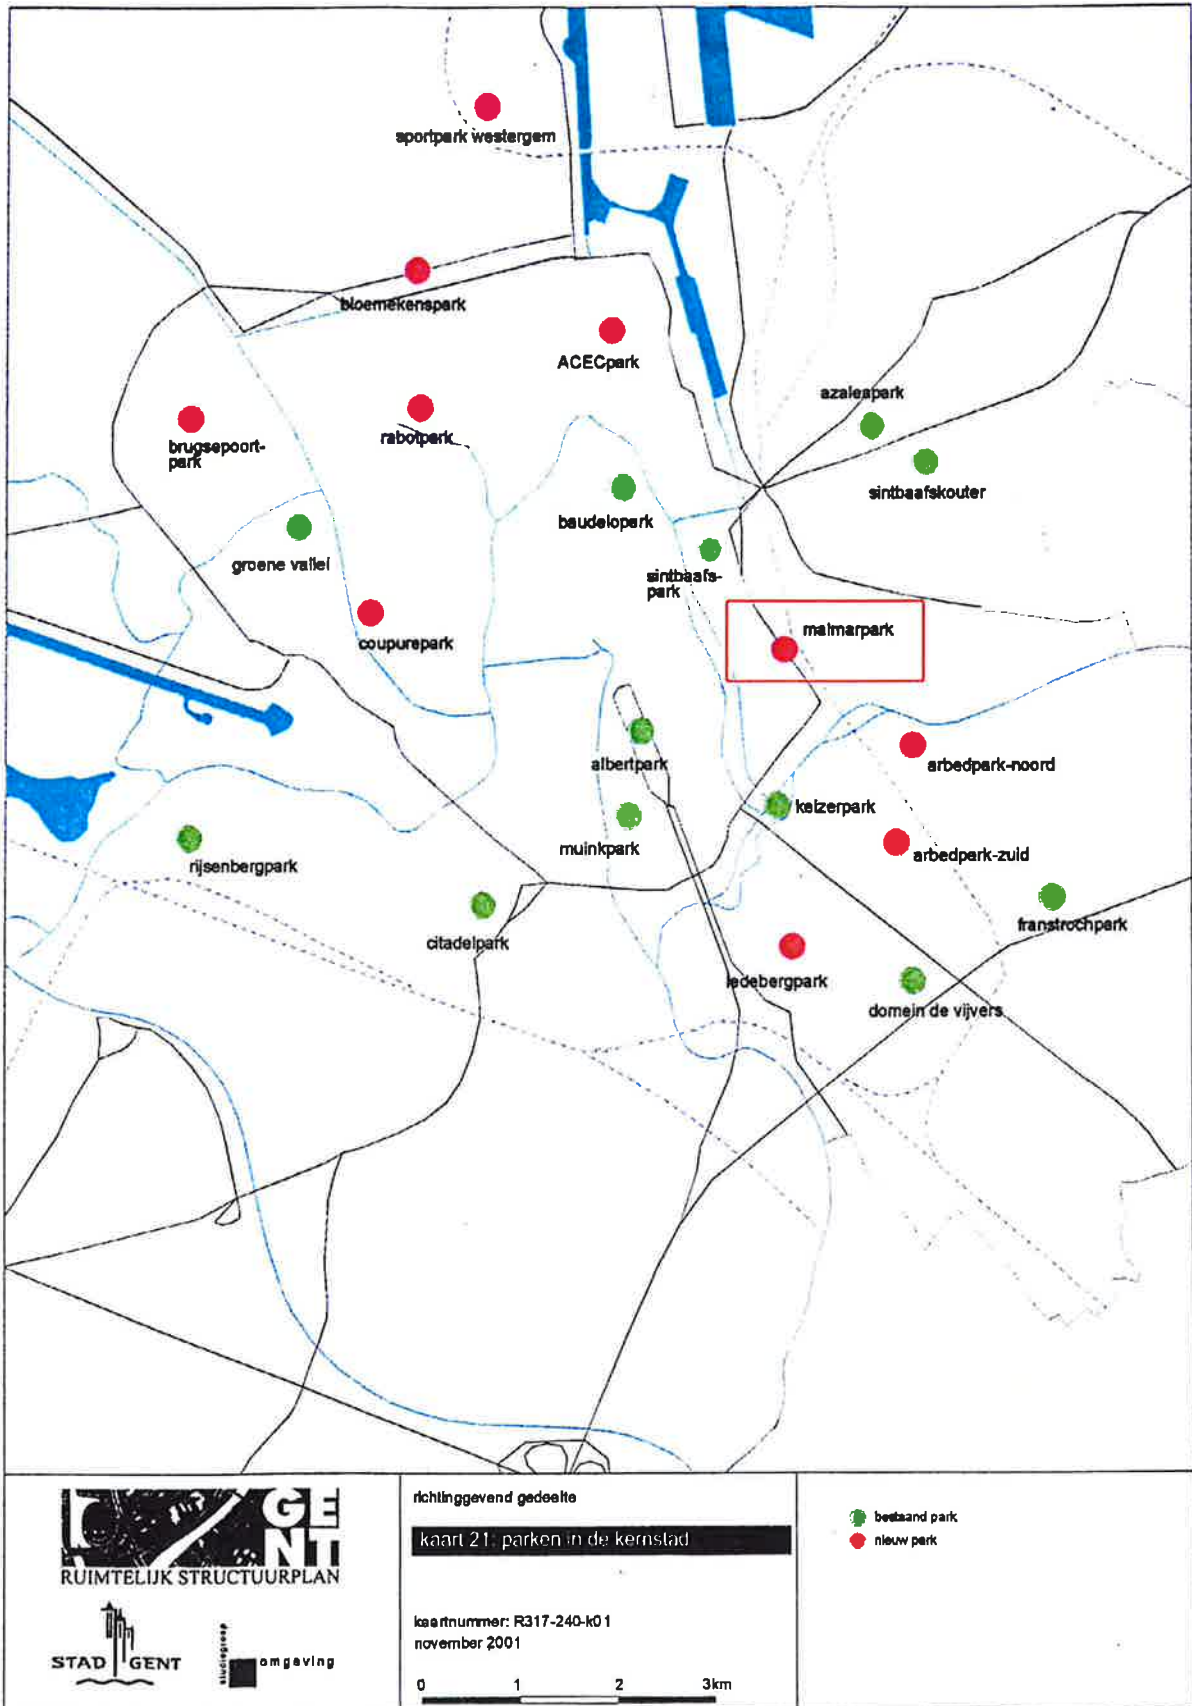 sportpark westergem
bloemekenspark
ACECpark
azaleapark
rabotpark
brugsepoort-
park
sintbaafskouter
baudelopark
groene vallei
sintbaafs-
park
malmarpark
coupurepark
albertpark
arbedpark-noord
keizerpark
muinkpark
arbedpark-zuid
rijsenbergpark
franstrochpark
citadelpark
ledebergpark
domein de vijvers
GE
NT
RUIMTELIJK STRUCTUURPLAN
STAD GENT
studiegroep
omgeving
richtinggevend gedeelte
kaart 21: parken in de kernstad
kaartnummer: R317-240-k01
november 2001
0 1 2 3km
bestaand park
nieuw park